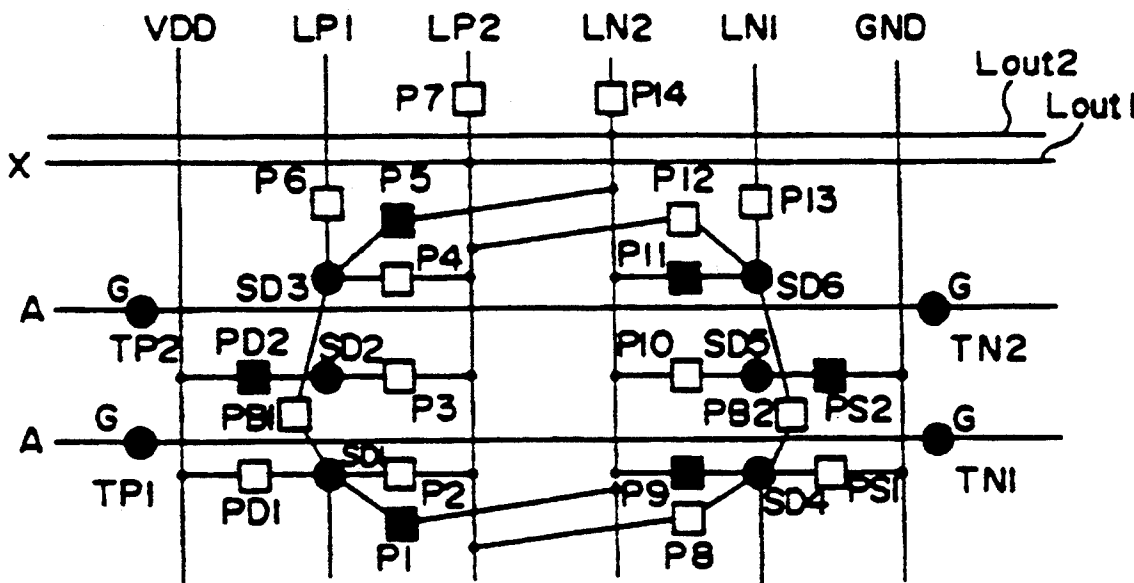 VDD LP1 LP2 LN2 LN1 GND
Lout2
P7 P14
Lout1
X
P6 P5 P12 P13
P4 P11
SD3 SD6
A G G
TP2 PD2 SD2 P10 SD5 TN2
P3
G PB1 PB2 PS2 G
A
SD1
TP1 PD1 P2 P9 SD4 PS1 TN1
P1 P8